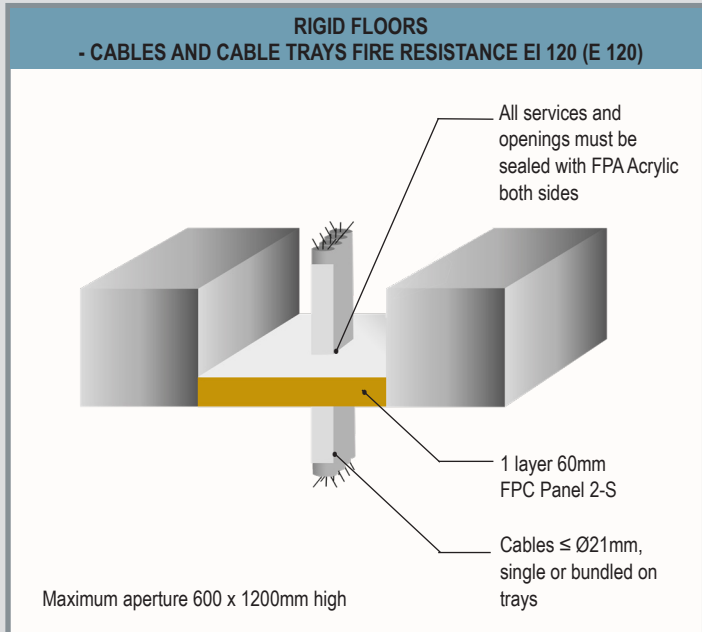 RIGID FLOORS
- CABLES AND CABLE TRAYS FIRE RESISTANCE EI 120 (E 120)
All services and
openings must be
sealed with FPA Acrylic
both sides
1 layer 60mm
FPC Panel 2-S
Cables ≤ Ø21mm,
single or bundled on
trays
Maximum aperture 600 x 1200mm high